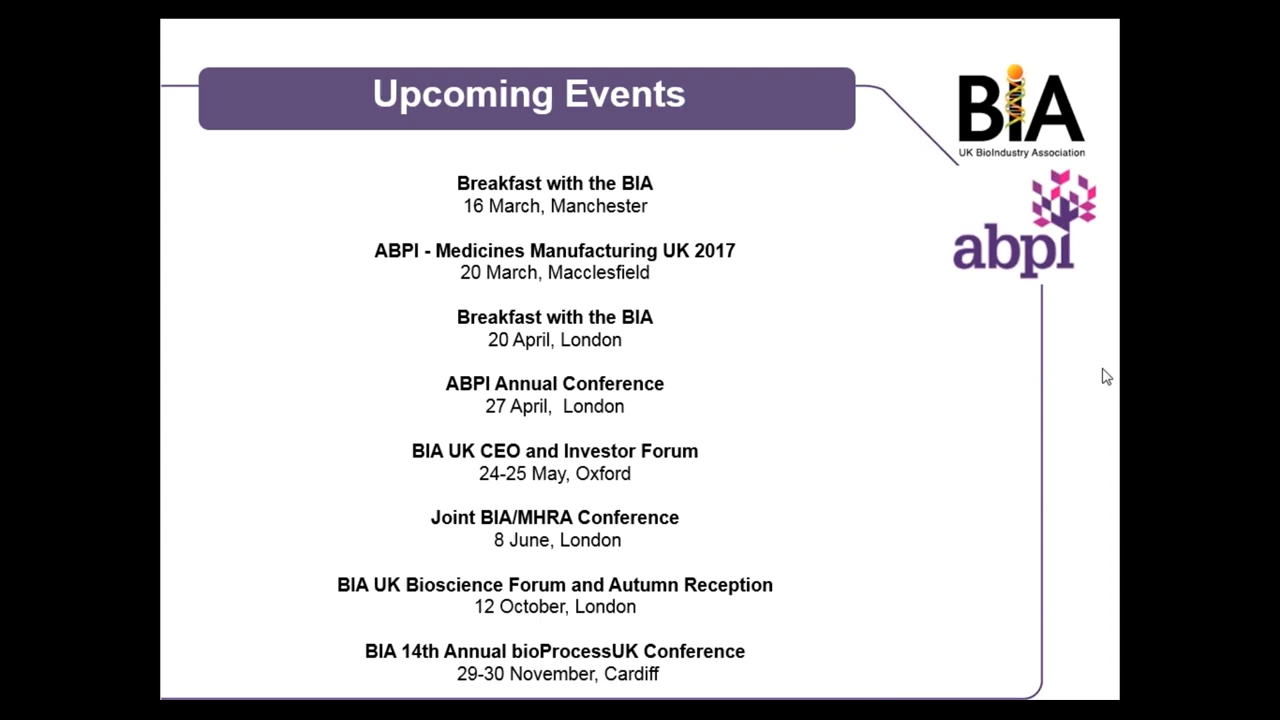 Upcoming Events
BIA
UK BioIndustry Association
abpi
Breakfast with the BIA
16 March, Manchester
ABPI - Medicines Manufacturing UK 2017
20 March, Macclesfield
Breakfast with the BIA
20 April, London
ABPI Annual Conference
27 April,  London
BIA UK CEO and Investor Forum
24-25 May, Oxford
Joint BIA/MHRA Conference
8 June, London
BIA UK Bioscience Forum and Autumn Reception
12 October, London
BIA 14th Annual bioProcessUK Conference
29-30 November, Cardiff